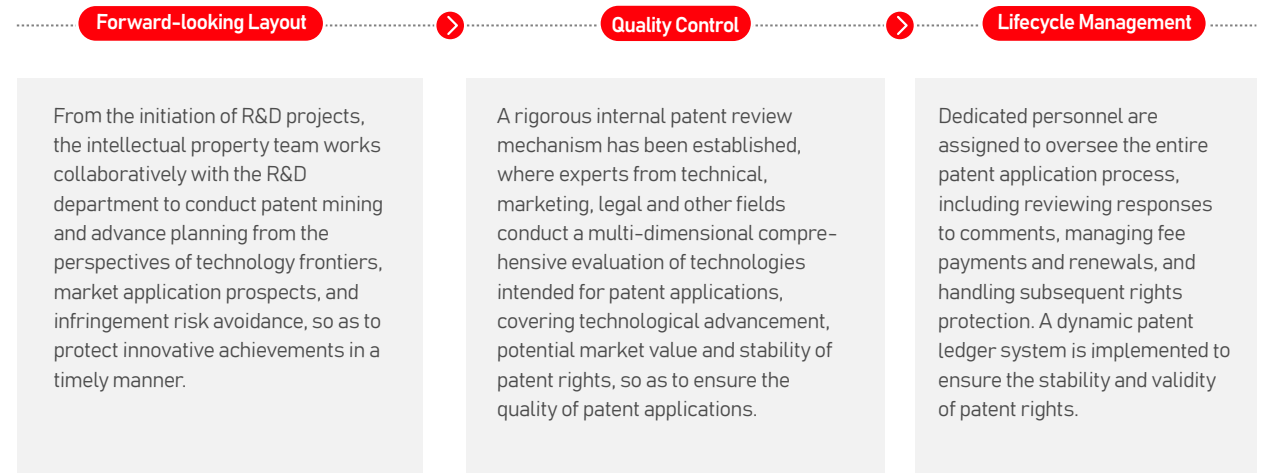 Forward-looking Layout
Quality Control
Lifecycle Management
From the initiation of R&D projects,
the intellectual property team works
collaboratively with the R&D
department to conduct patent mining
and advance planning from the
perspectives of technology frontiers,
market application prospects, and
infringement risk avoidance, so as to
protect innovative achievements in a
timely manner.
A rigorous internal patent review
mechanism has been established,
where experts from technical,
marketing, legal and other fields
conduct a multi-dimensional compre-
hensive evaluation of technologies
intended for patent applications,
covering technological advancement,
potential market value and stability of
patent rights, so as to ensure the
quality of patent applications.
Dedicated personnel are
assigned to oversee the entire
patent application process,
including reviewing responses
to comments, managing fee
payments and renewals, and
handling subsequent rights
protection. A dynamic patent
ledger system is implemented to
ensure the stability and validity
of patent rights.